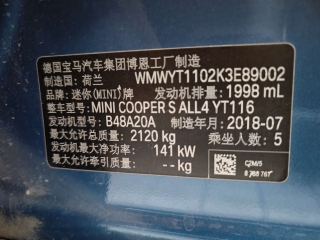 德国宝马汽车集团博恩工厂制造
制造国: 荷兰 WMWYT1102K3E89002
品牌: 迷你(MINI)牌 发动机排量: 1998 mL
整车型号: MINI COOPER S ALL4 YT116
发动机型号: B48A20A 制造年月: 2018-07
最大允许总质量: 2120 kg 乘坐人数: 5
发动机最大净功率: 141 kW
最大允许牵引质量: -- kg
C2M/5